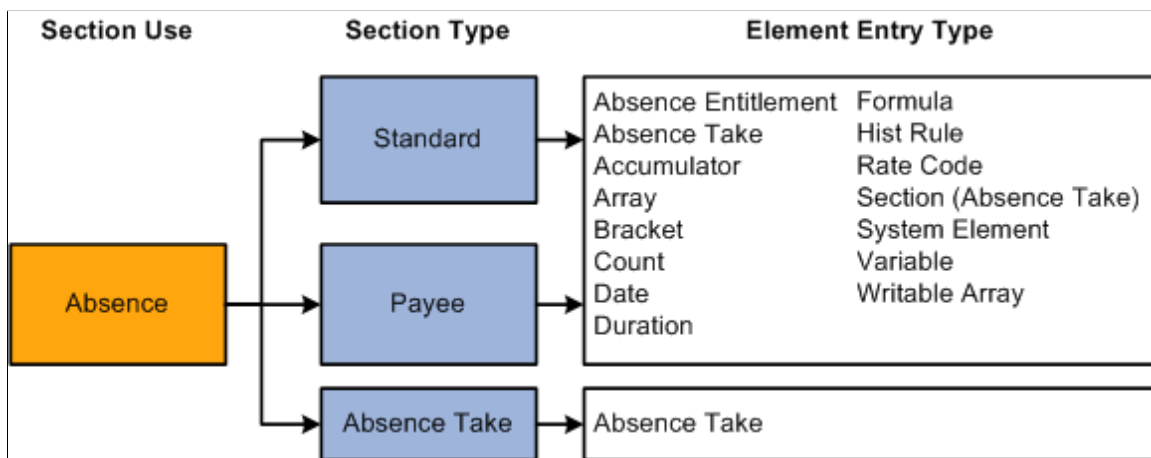 Section Use
Section Type
Element Entry Type
Absence
Standard
Payee
Absence Take
Absence Entitlement
Absence Take
Accumulator
Array
Bracket
Count
Date
Duration
Formula
Hist Rule
Rate Code
Section (Absence Take)
System Element
Variable
Writable Array
Absence Take